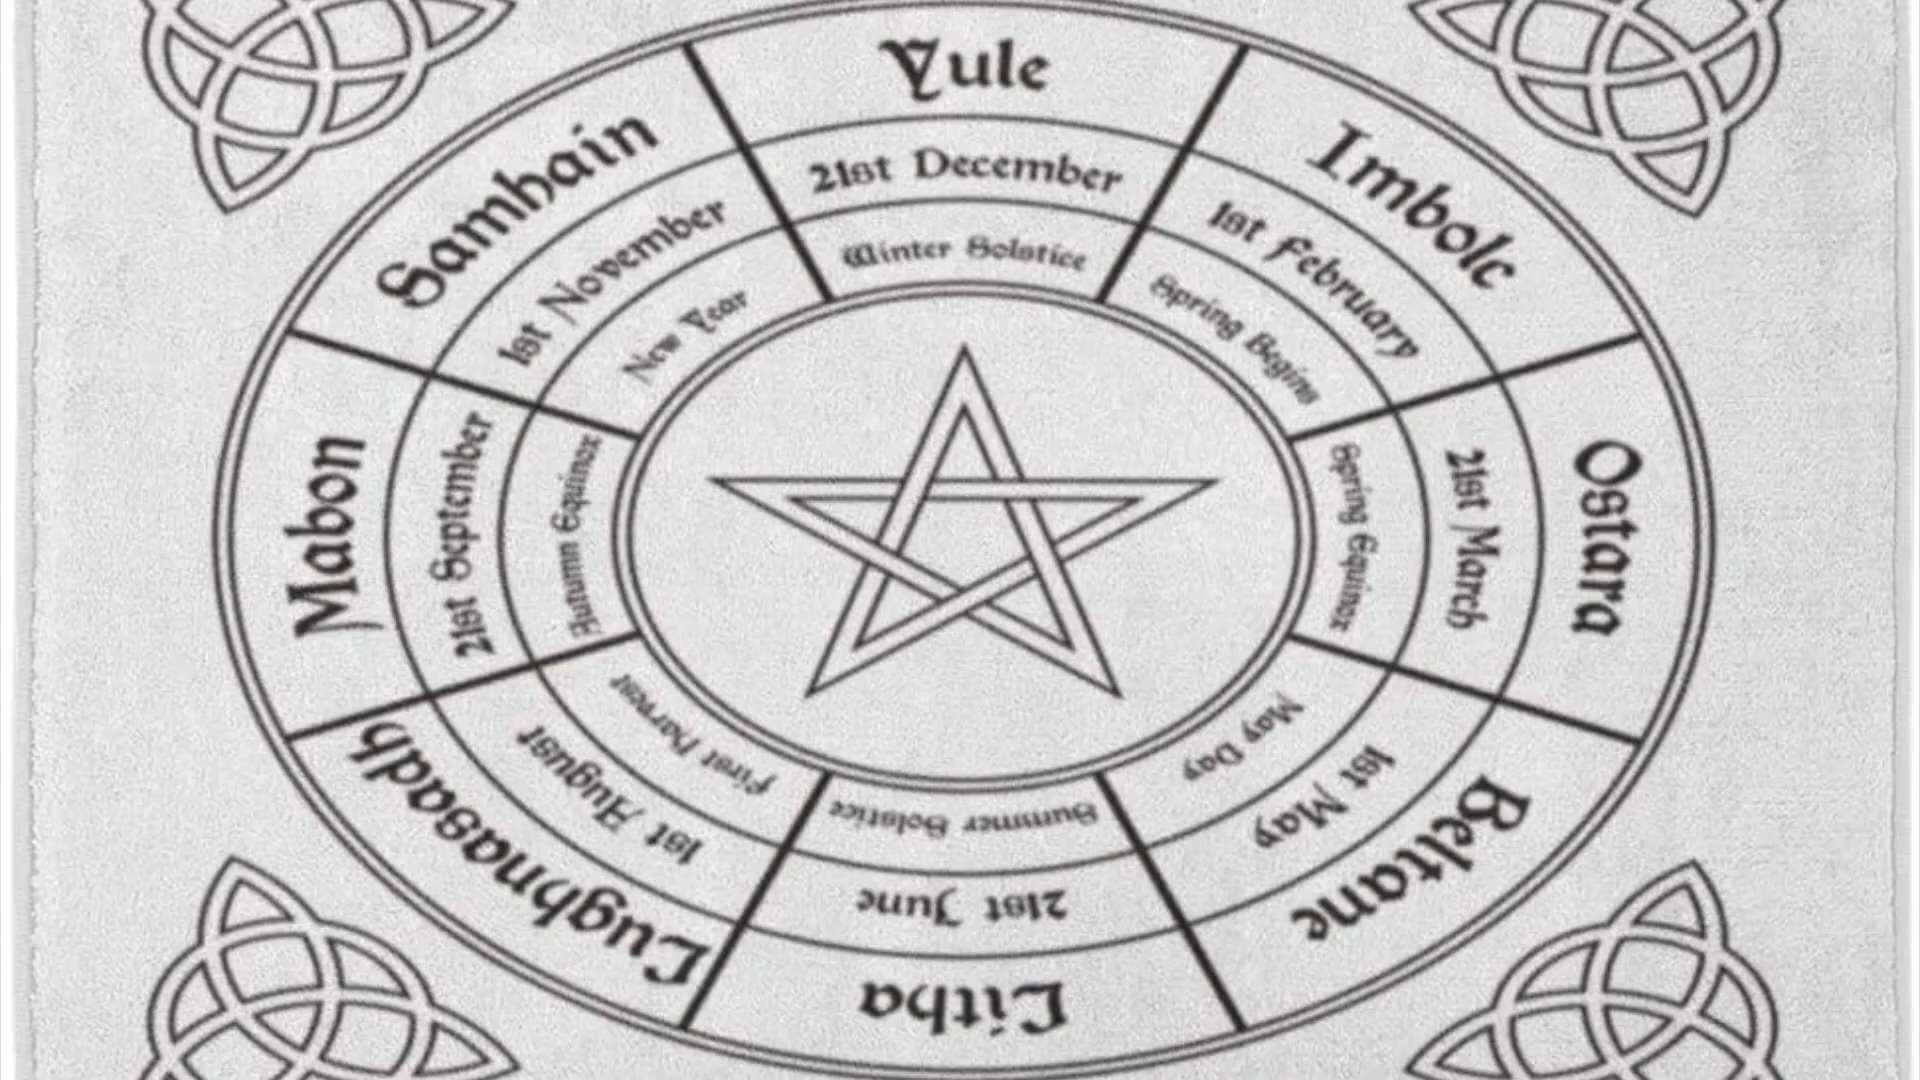 Yule
21st December
Winter Solstice
Imbolc
1st February
Spring Begins
Ostara
21st March
Spring Equinox
Beltane
1st May
May Day
Litha
21st June
Summer Solstice
Lughnasadh
1st August
First Harvest
Mabon
21st September
Autumn Equinox
Samhain
1st November
New Year